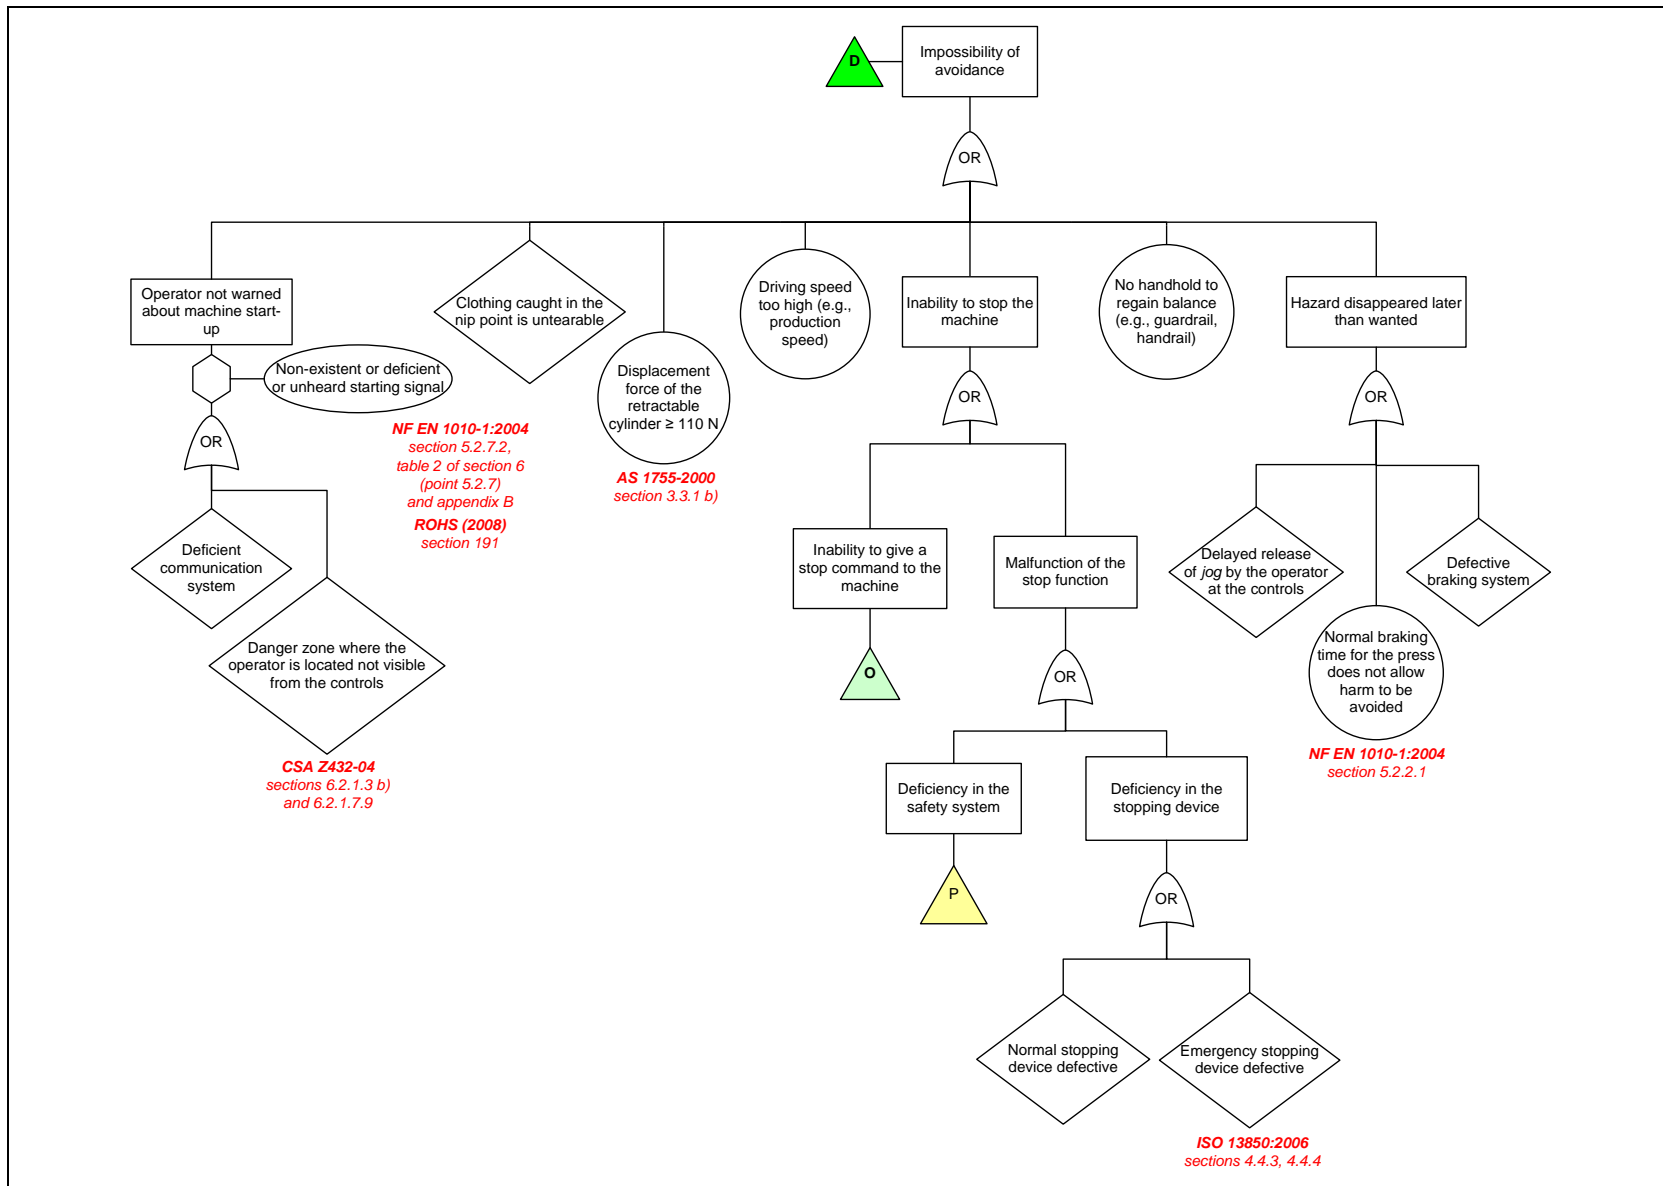 D
Impossibility of
avoidance
OR
Operator not warned
about machine start-
up
Non-existent or deficient
or unheard starting signal
OR
NF EN 1010-1:2004
section 5.2.7.2,
table 2 of section 6
(point 5.2.7)
and appendix B
ROHS (2008)
section 191
Deficient
communication
system
Danger zone where the
operator is located not visible
from the controls
CSA Z432-04
sections 6.2.1.3 b)
and 6.2.1.7.9
Clothing caught in the
nip point is untearable
Displacement
force of the
retractable
cylinder ≥ 110 N
AS 1755-2000
section 3.3.1 b)
Driving speed
too high (e.g.,
production
speed)
Inability to stop the
machine
OR
Inability to give a
stop command to the
machine
O
Malfunction of the
stop function
OR
Deficiency in the
safety system
P
Deficiency in the
stopping device
OR
Normal stopping
device defective
Emergency stopping
device defective
ISO 13850:2006
sections 4.4.3, 4.4.4
No handhold to
regain balance
(e.g., guardrail,
handrail)
Hazard disappeared later
than wanted
OR
Delayed release
of jog by the operator
at the controls
Normal braking
time for the press
does not allow
harm to be
avoided
NF EN 1010-1:2004
section 5.2.2.1
Defective
braking system